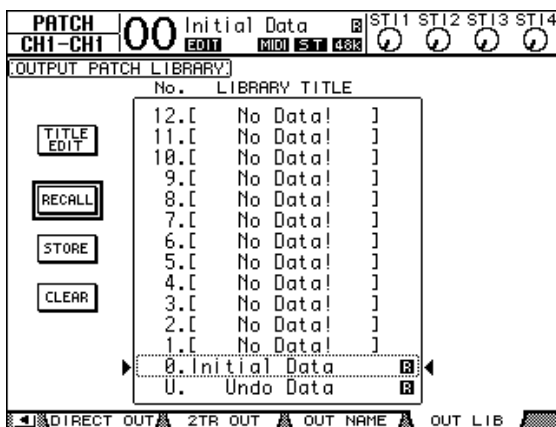 PATCH
CH1-CH1
00 Initial Data R
EDIT MIDI ST 48k
ST1 ST2 ST3 ST4
OUTPUT PATCH LIBRARY
No. LIBRARY TITLE
12.[ No Data! ]
TITLE EDIT
11.[ No Data! ]
10.[ No Data! ]
9.[ No Data! ]
RECALL
8.[ No Data! ]
7.[ No Data! ]
STORE
6.[ No Data! ]
5.[ No Data! ]
CLEAR
4.[ No Data! ]
3.[ No Data! ]
2.[ No Data! ]
1.[ No Data! ]
0.Initial Data R
U. Undo Data R
DIRECT OUT 2TR OUT OUT NAME OUT LIB